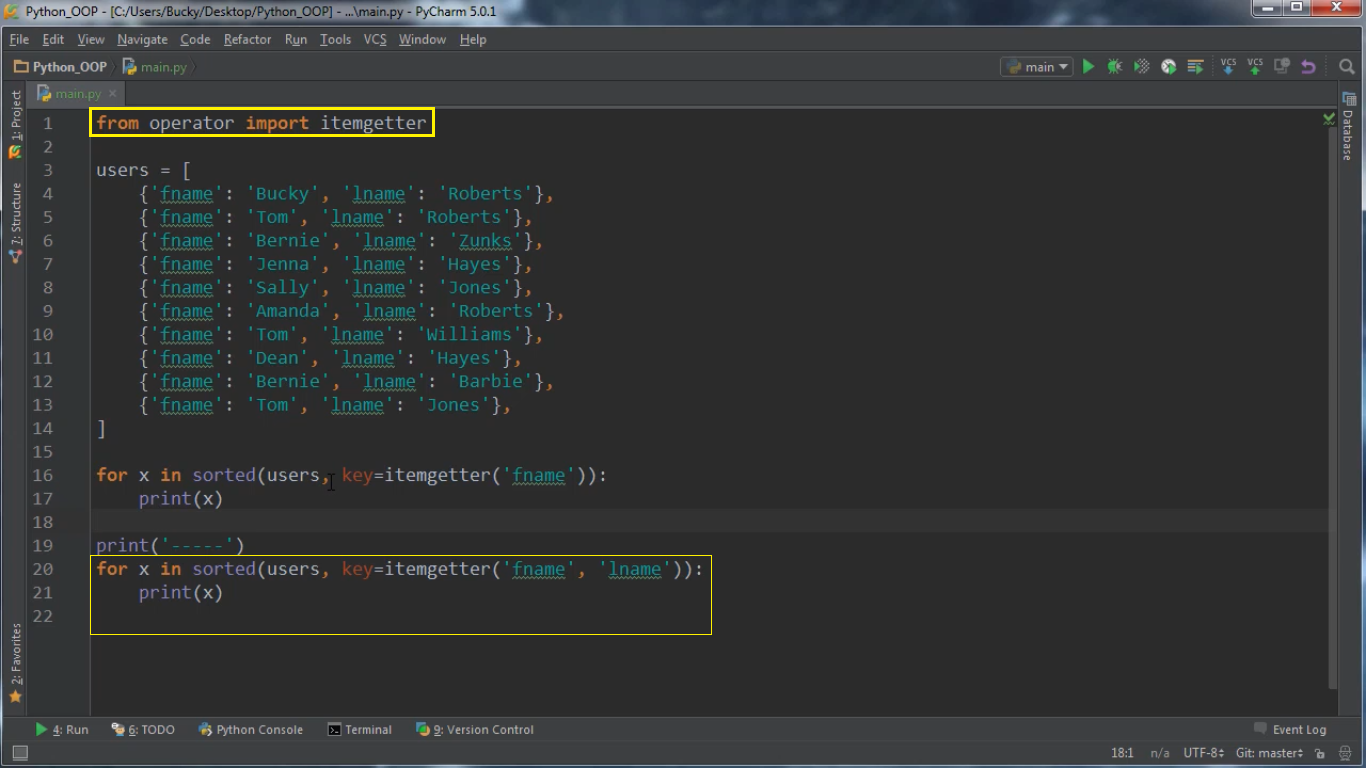 Python_OOP - [C:/Users/Bucky/Desktop/Python_OOP] - ...\main.py - PyCharm 5.0.1
File Edit View Navigate Code Refactor Run Tools VCS Window Help
Python_OOP main.py main VCS VCS
main.py
1: Project
7: Structure
2: Favorites
Database
1 from operator import itemgetter
2
3 users = [
4     {'fname': 'Bucky', 'lname': 'Roberts'},
5     {'fname': 'Tom', 'lname': 'Roberts'},
6     {'fname': 'Bernie', 'lname': 'Zunks'},
7     {'fname': 'Jenna', 'lname': 'Hayes'},
8     {'fname': 'Sally', 'lname': 'Jones'},
9     {'fname': 'Amanda', 'lname': 'Roberts'},
10     {'fname': 'Tom', 'lname': 'Williams'},
11     {'fname': 'Dean', 'lname': 'Hayes'},
12     {'fname': 'Bernie', 'lname': 'Barbie'},
13     {'fname': 'Tom', 'lname': 'Jones'},
14 ]
15
16 for x in sorted(users, key=itemgetter('fname')):
17     print(x)
18
19 print('-----')
20 for x in sorted(users, key=itemgetter('fname', 'lname')):
21     print(x)
22
4: Run 6: TODO Python Console Terminal 9: Version Control Event Log
18:1 n/a UTF-8 Git: master